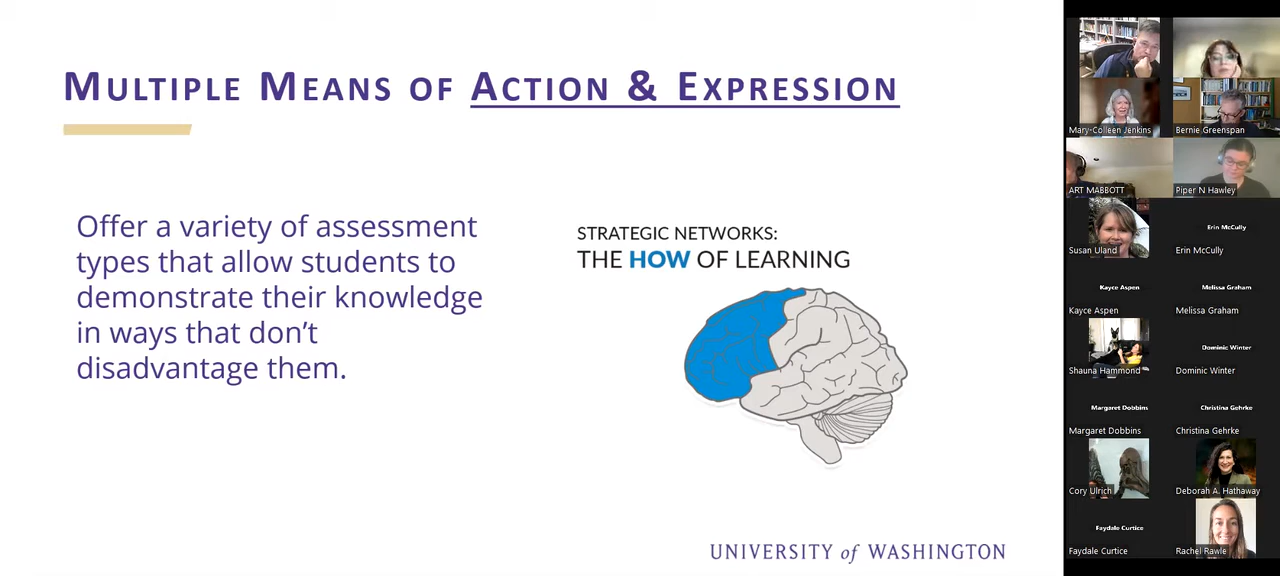 MULTIPLE MEANS OF ACTION & EXPRESSION
Offer a variety of assessment
types that allow students to
demonstrate their knowledge
in ways that don't
disadvantage them.
STRATEGIC NETWORKS:
THE HOW OF LEARNING
UNIVERSITY of WASHINGTON
Mary-Colleen Jenkins
Bernie Greenspan
ART MABBOTT
Piper N Hawley
Susan Uland
Erin McCully
Erin McCully
Kayce Aspen
Kayce Aspen
Melissa Graham
Melissa Graham
Shauna Hammond
Dominic Winter
Dominic Winter
Margaret Dobbins
Margaret Dobbins
Christina Gehrke
Christina Gehrke
Cory Ulrich
Deborah A. Hathaway
Faydale Curtice
Faydale Curtice
Rachel Rawle